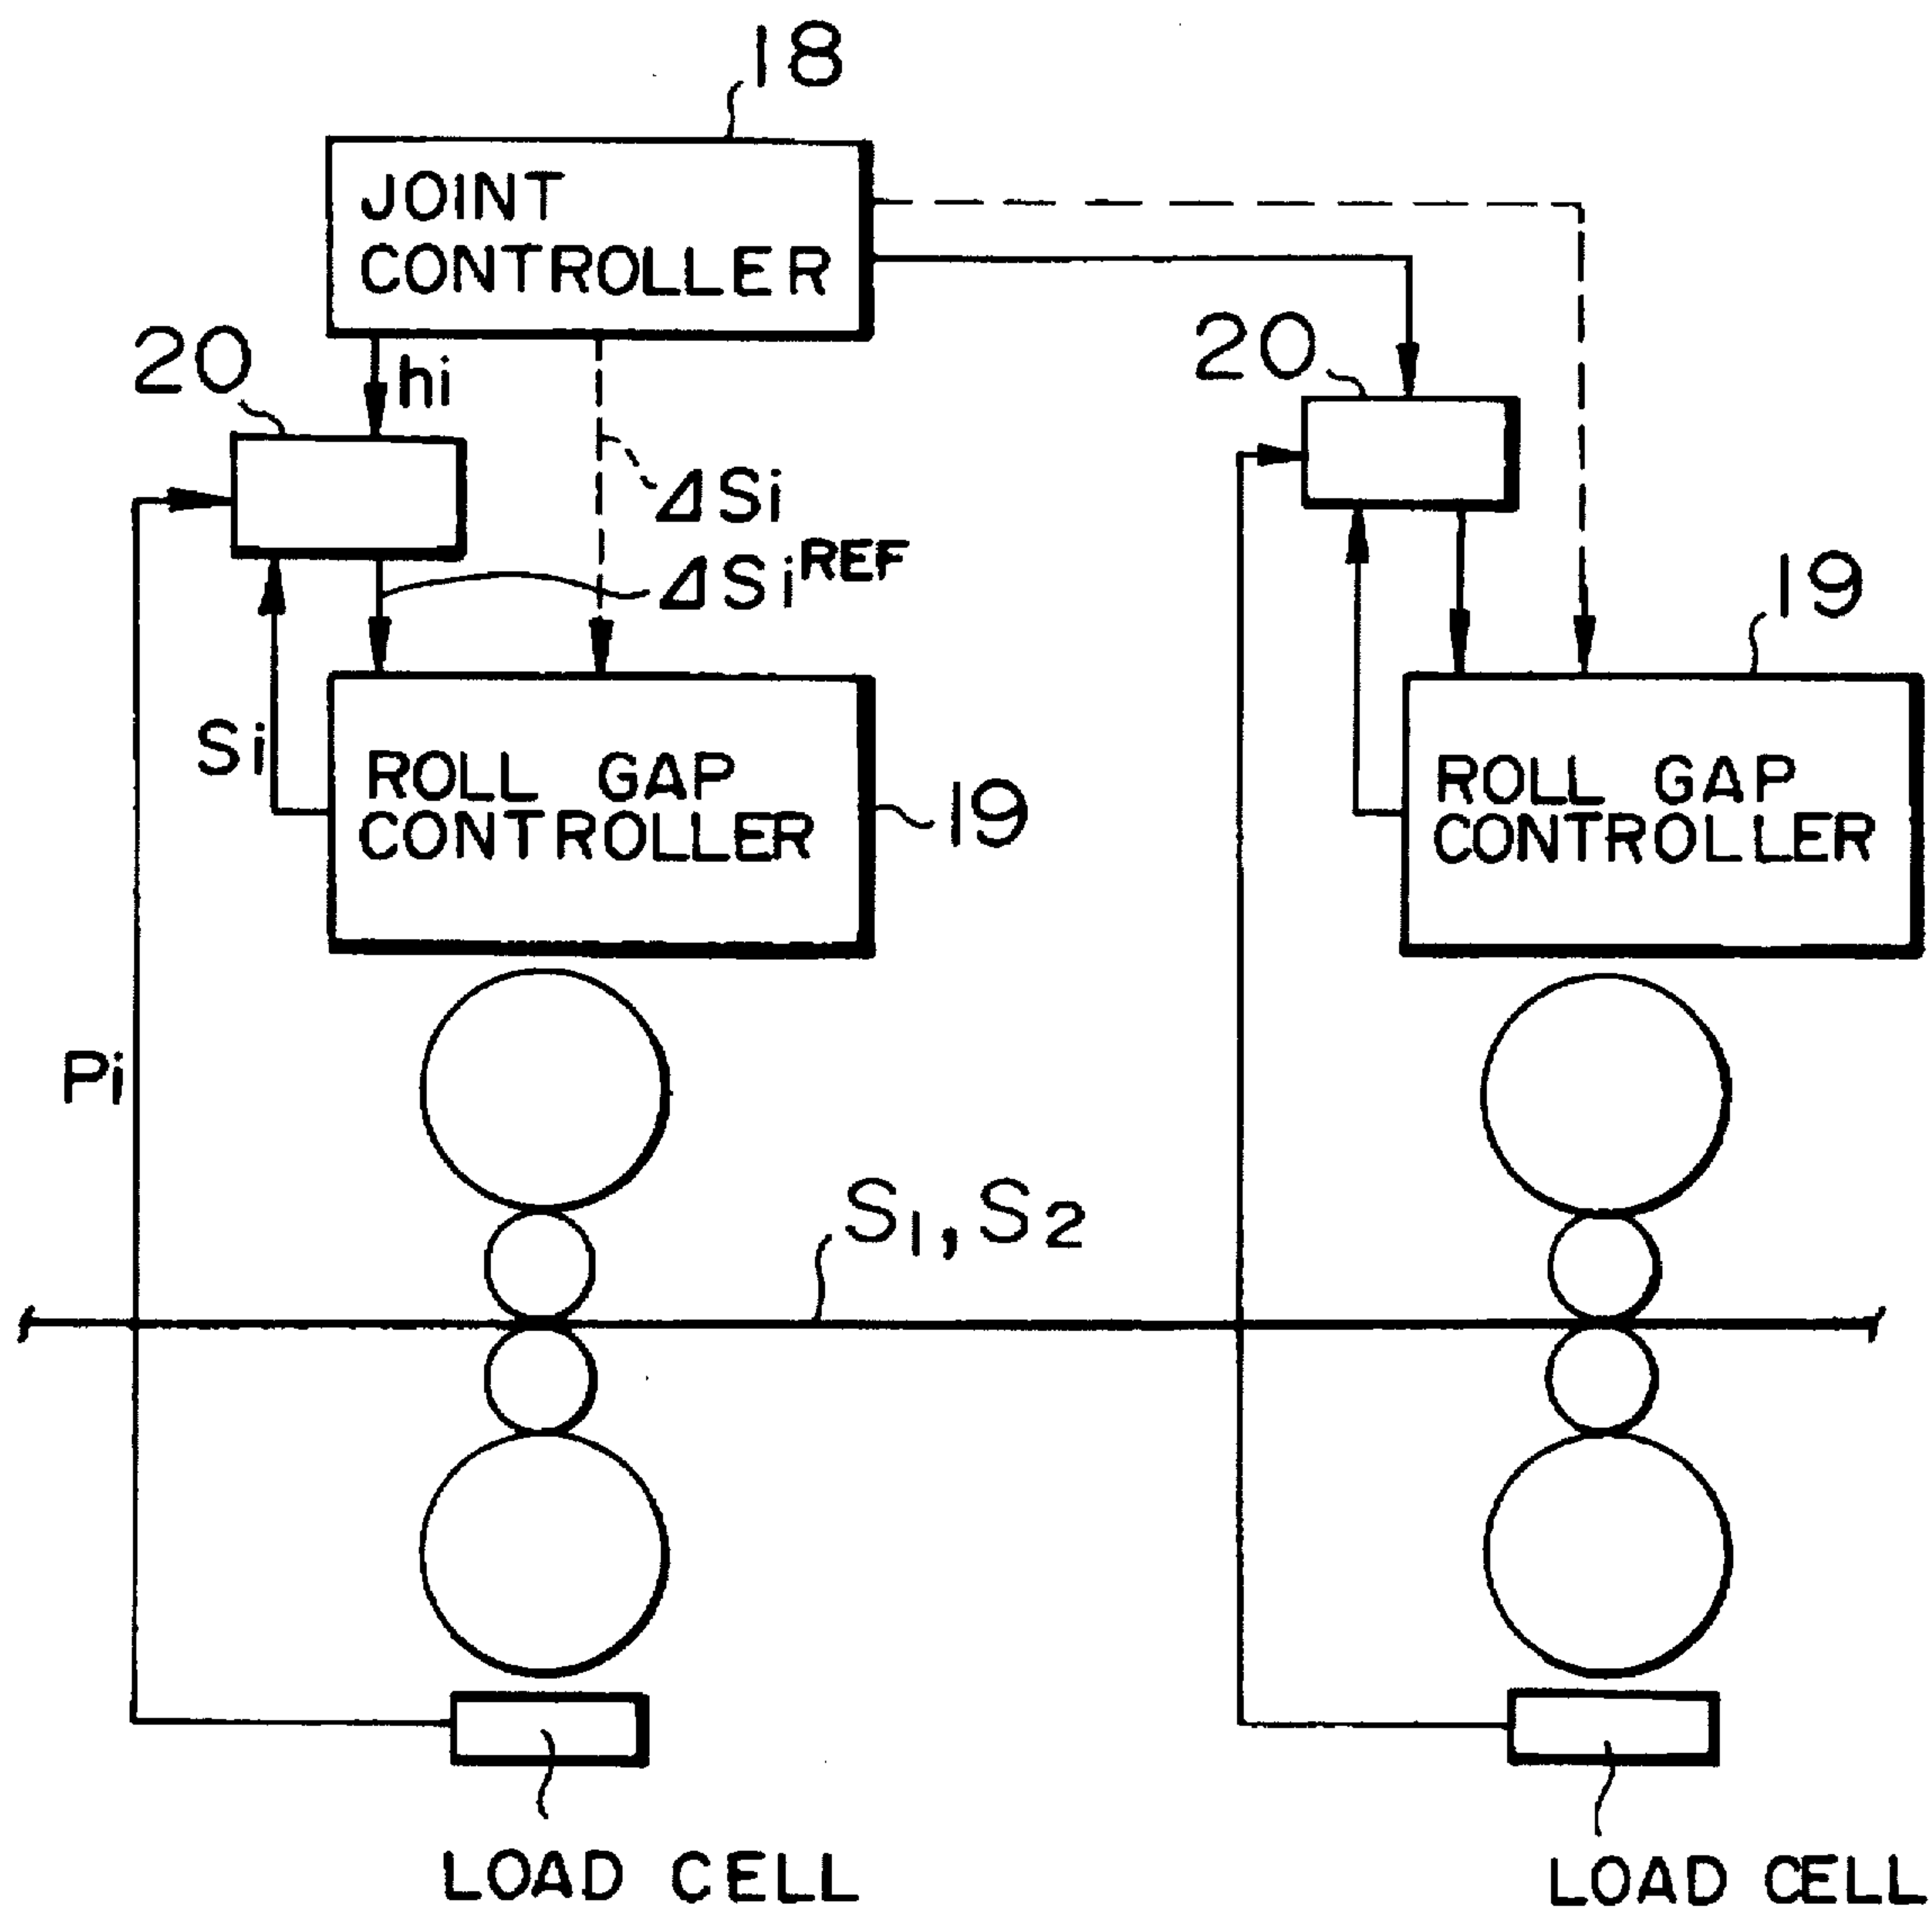 18
JOINT
CONTROLLER
20
hi
20
ΔSi
ΔSi^REF
19
Si
ROLL GAP
CONTROLLER
19
ROLL GAP
CONTROLLER
Pi
S1, S2
LOAD CELL
LOAD CELL